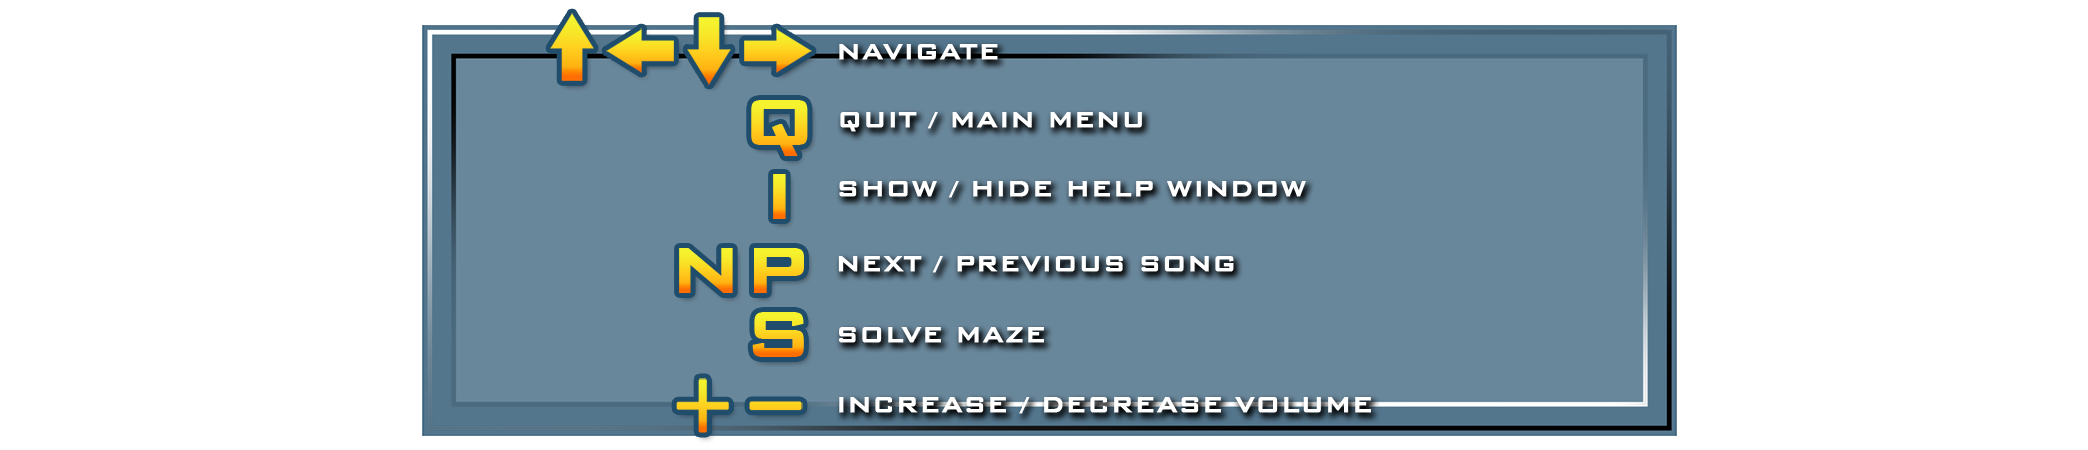 NAVIGATE
Q QUIT / MAIN MENU
I SHOW / HIDE HELP WINDOW
N P NEXT / PREVIOUS SONG
S SOLVE MAZE
+ - INCREASE / DECREASE VOLUME